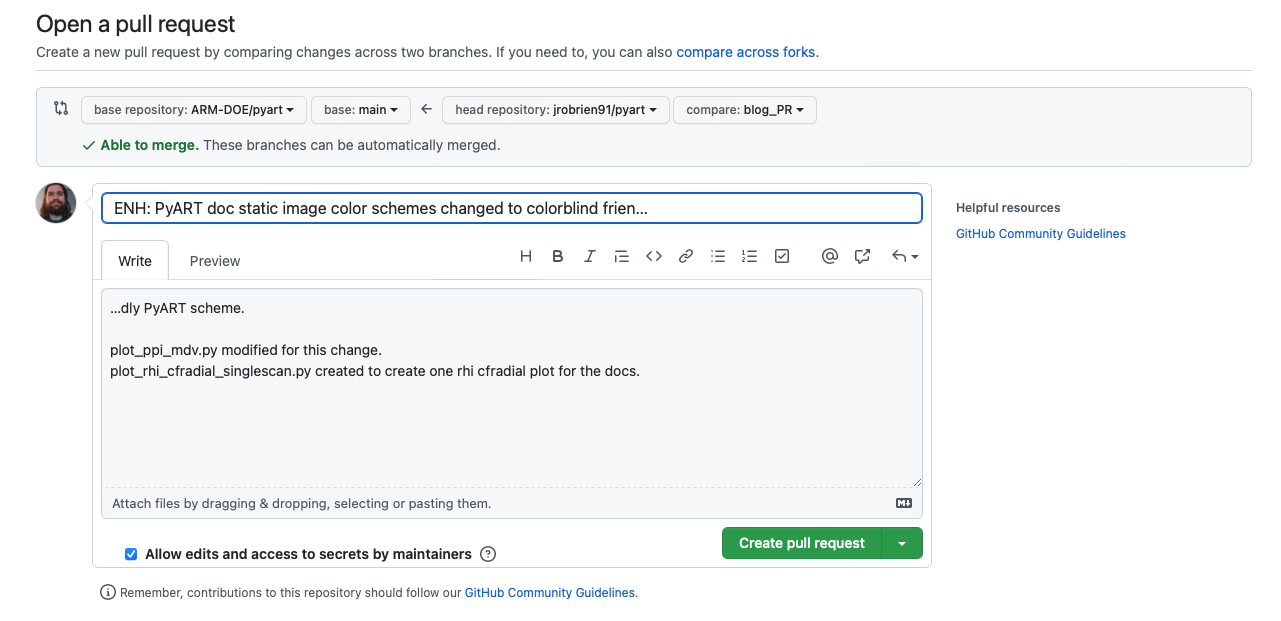 Open a pull request
Create a new pull request by comparing changes across two branches. If you need to, you can also compare across forks.
base repository: ARM-DOE/pyart base: main ← head repository: jrobrien91/pyart compare: blog_PR
Able to merge. These branches can be automatically merged.
ENH: PyART doc static image color schemes changed to colorblind frien...
Helpful resources
GitHub Community Guidelines
Write Preview
...dly PyART scheme.
plot_ppi_mdv.py modified for this change.
plot_rhi_cfradial_singlescan.py created to create one rhi cfradial plot for the docs.
Attach files by dragging & dropping, selecting or pasting them.
Allow edits and access to secrets by maintainers
Create pull request
Remember, contributions to this repository should follow our GitHub Community Guidelines.